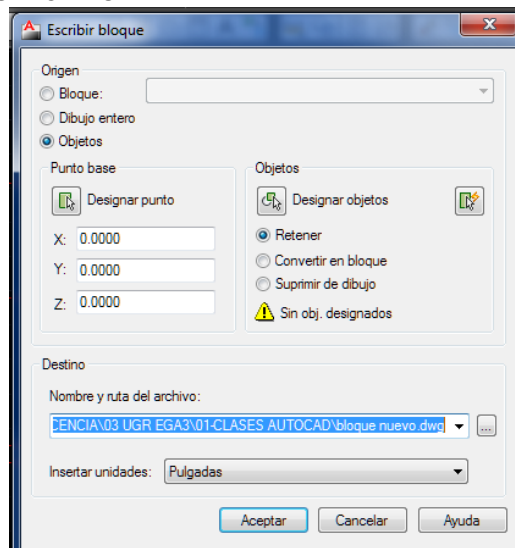 Escribir bloque
Origen
Bloque:
Dibujo entero
Objetos
Punto base
Designar punto
X: 0.0000
Y: 0.0000
Z: 0.0000
Objetos
Designar objetos
Retener
Convertir en bloque
Suprimir de dibujo
Sin obj. designados
Destino
Nombre y ruta del archivo:
CENCIA\03 UGR EGA3\01-CLASES AUTOCAD\bloque nuevo.dwg
...
Insertar unidades: Pulgadas
Aceptar Cancelar Ayuda